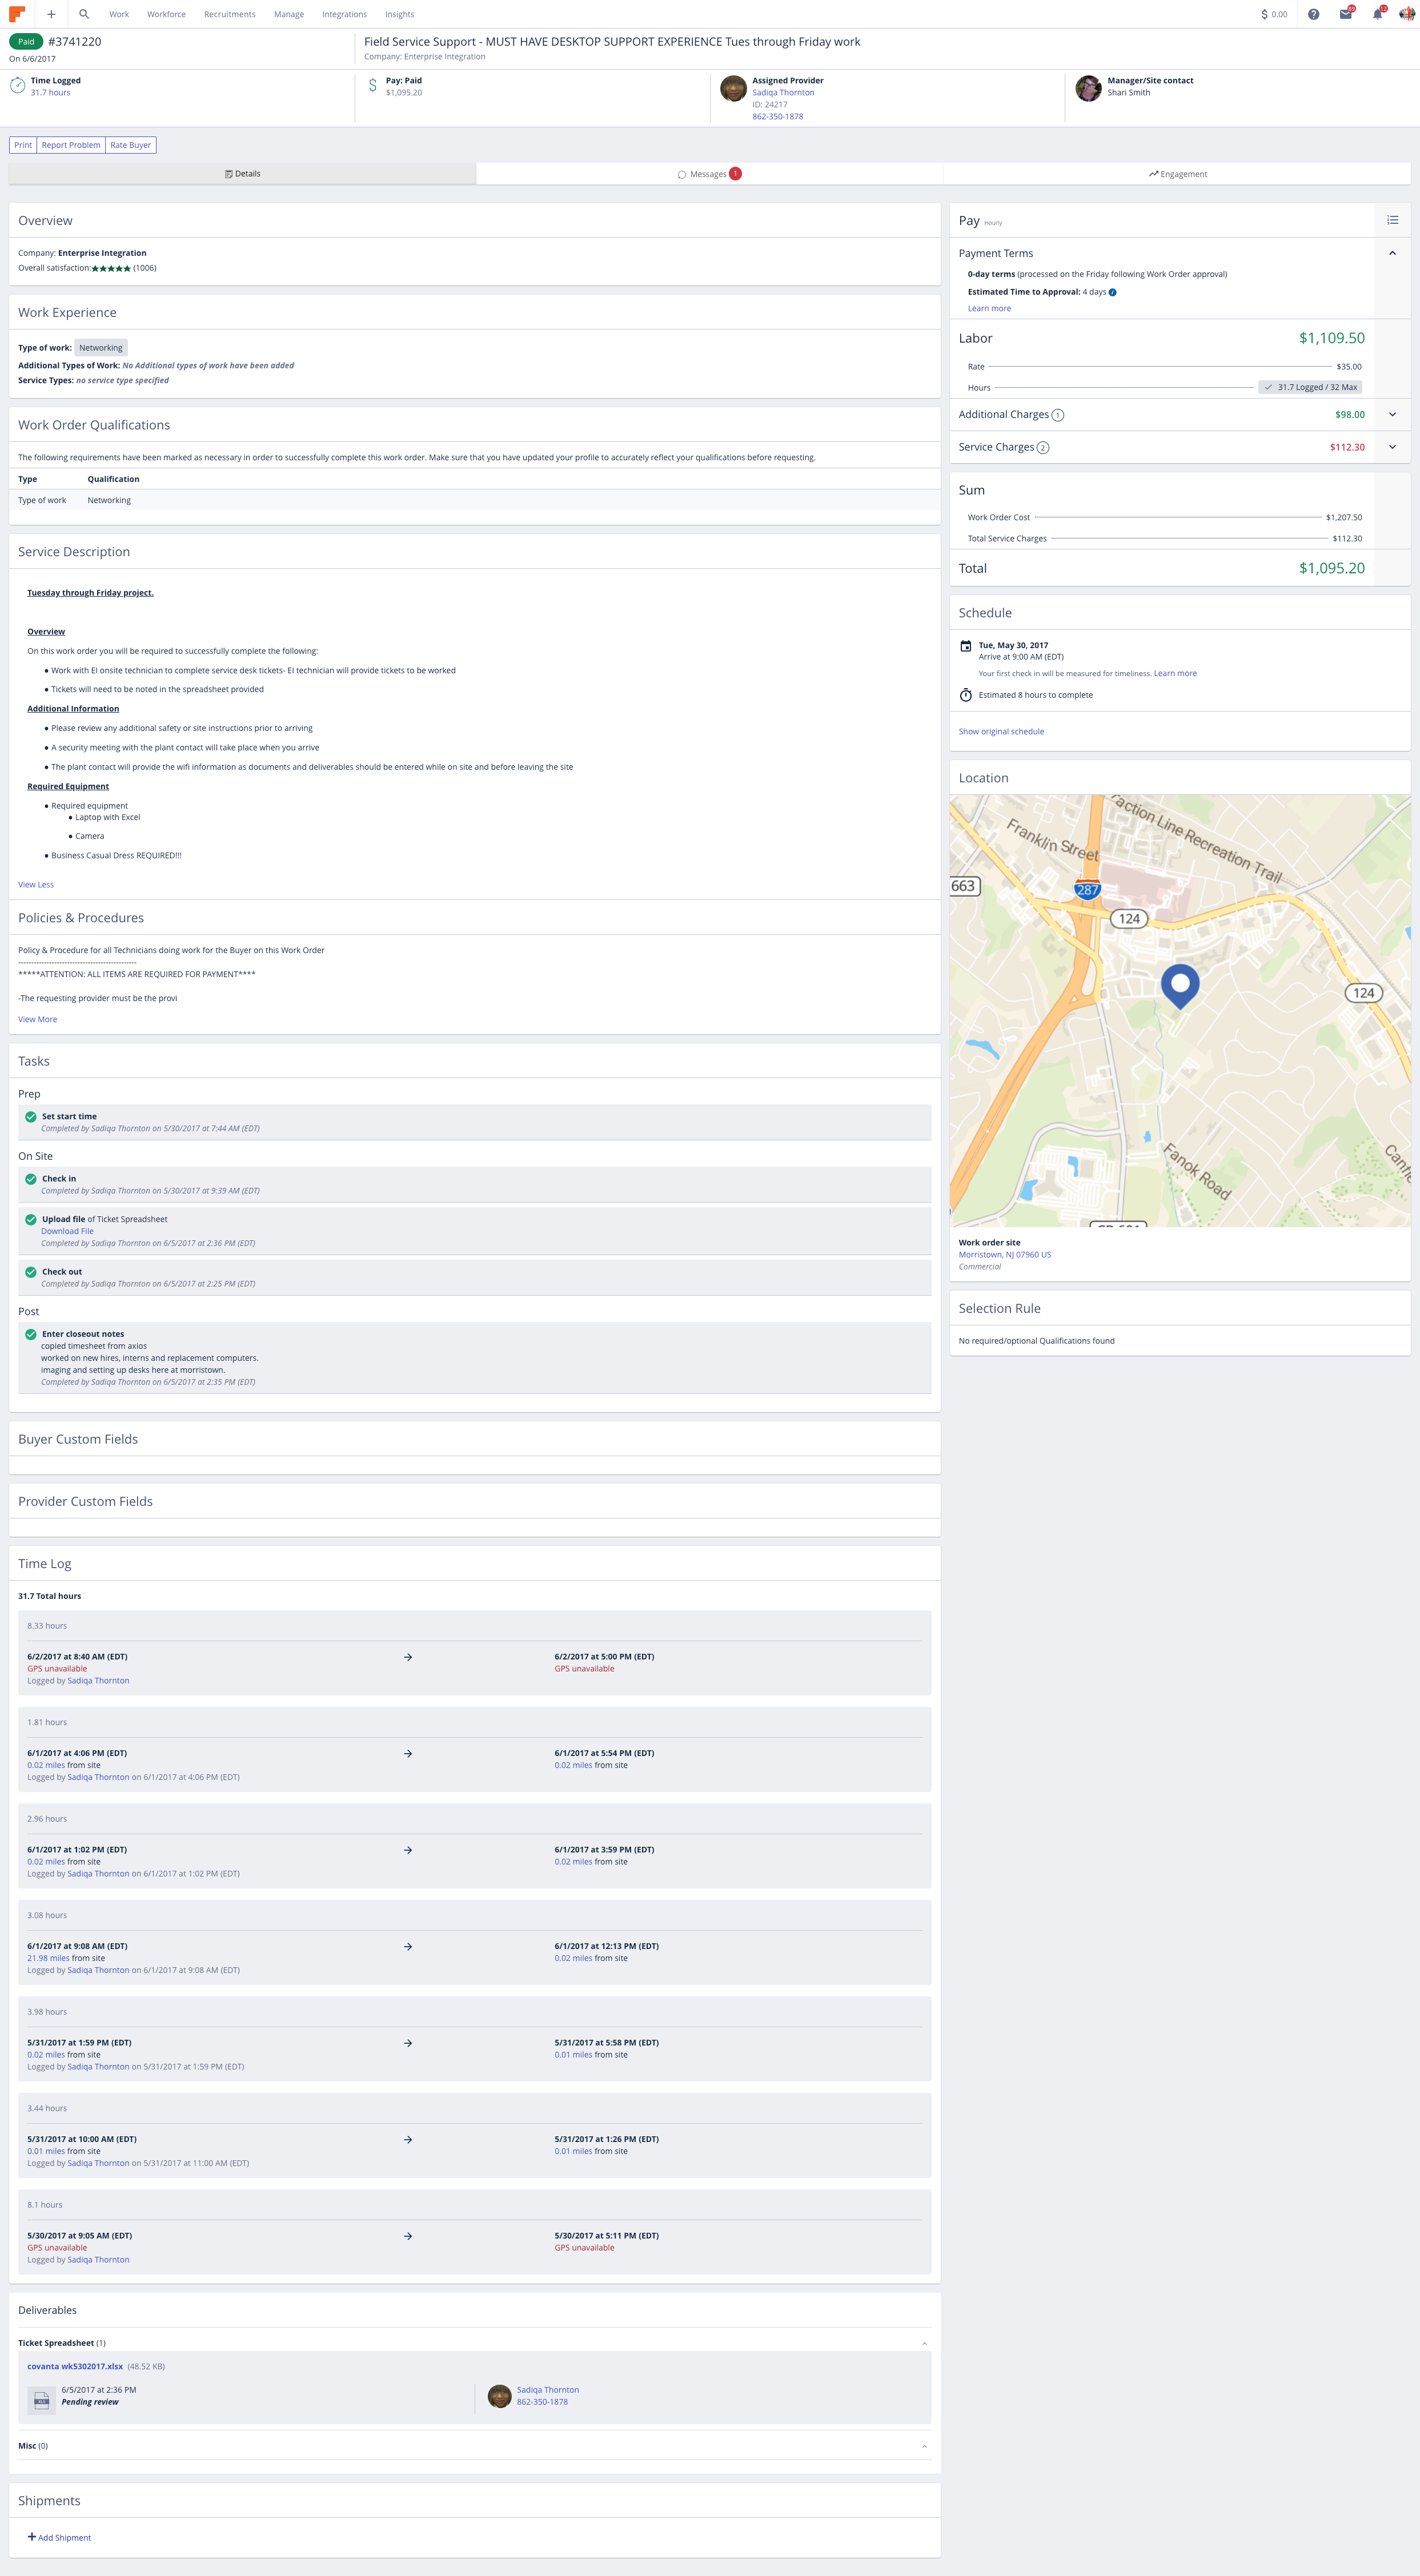 Work Workforce Recruitments Manage Integrations Insights
0.00
Paid #3741220
On 6/6/2017
Field Service Support - MUST HAVE DESKTOP SUPPORT EXPERIENCE Tues through Friday work
Company: Enterprise Integration
Time Logged
31.7 hours
Pay: Paid
$1,095.20
Assigned Provider
Sadiqa Thornton
ID: 24217
862-350-1878
Manager/Site contact
Shari Smith
Print Report Problem Rate Buyer
Details
Messages 1
Engagement
Overview
Company: Enterprise Integration
Overall satisfaction:★★★★★ (1006)
Work Experience
Type of work: Networking
Additional Types of Work: No Additional types of work have been added
Service Types: no service type specified
Work Order Qualifications
The following requirements have been marked as necessary in order to successfully complete this work order. Make sure that you have updated your profile to accurately reflect your qualifications before requesting.
Type Qualification
Type of work Networking
Service Description
Tuesday through Friday project.
Overview
On this work order you will be required to successfully complete the following:
● Work with EI onsite technician to complete service desk tickets- EI technician will provide tickets to be worked
● Tickets will need to be noted in the spreadsheet provided
Additional Information
● Please review any additional safety or site instructions prior to arriving
● A security meeting with the plant contact will take place when you arrive
● The plant contact will provide the wifi information as documents and deliverables should be entered while on site and before leaving the site
Required Equipment
● Required equipment
● Laptop with Excel
● Camera
● Business Casual Dress REQUIRED!!!
View Less
Policies & Procedures
Policy & Procedure for all Technicians doing work for the Buyer on this Work Order
-----------------------------------------------
*****ATTENTION: ALL ITEMS ARE REQUIRED FOR PAYMENT****
-The requesting provider must be the provi
View More
Tasks
Prep
Set start time
Completed by Sadiqa Thornton on 5/30/2017 at 7:44 AM (EDT)
On Site
Check in
Completed by Sadiqa Thornton on 5/30/2017 at 9:39 AM (EDT)
Upload file of Ticket Spreadsheet
Download File
Completed by Sadiqa Thornton on 6/5/2017 at 2:36 PM (EDT)
Check out
Completed by Sadiqa Thornton on 6/5/2017 at 2:25 PM (EDT)
Post
Enter closeout notes
copied timesheet from axios
worked on new hires, interns and replacement computers.
imaging and setting up desks here at morristown.
Completed by Sadiqa Thornton on 6/5/2017 at 2:35 PM (EDT)
Buyer Custom Fields
Provider Custom Fields
Time Log
31.7 Total hours
8.33 hours
6/2/2017 at 8:40 AM (EDT) → 6/2/2017 at 5:00 PM (EDT)
GPS unavailable GPS unavailable
Logged by Sadiqa Thornton
1.81 hours
6/1/2017 at 4:06 PM (EDT) → 6/1/2017 at 5:54 PM (EDT)
0.02 miles from site 0.02 miles from site
Logged by Sadiqa Thornton on 6/1/2017 at 4:06 PM (EDT)
2.96 hours
6/1/2017 at 1:02 PM (EDT) → 6/1/2017 at 3:59 PM (EDT)
0.02 miles from site 0.02 miles from site
Logged by Sadiqa Thornton on 6/1/2017 at 1:02 PM (EDT)
3.08 hours
6/1/2017 at 9:08 AM (EDT) → 6/1/2017 at 12:13 PM (EDT)
21.98 miles from site 0.02 miles from site
Logged by Sadiqa Thornton on 6/1/2017 at 9:08 AM (EDT)
3.98 hours
5/31/2017 at 1:59 PM (EDT) → 5/31/2017 at 5:58 PM (EDT)
0.02 miles from site 0.01 miles from site
Logged by Sadiqa Thornton on 5/31/2017 at 1:59 PM (EDT)
3.44 hours
5/31/2017 at 10:00 AM (EDT) → 5/31/2017 at 1:26 PM (EDT)
0.01 miles from site 0.01 miles from site
Logged by Sadiqa Thornton on 5/31/2017 at 11:00 AM (EDT)
8.1 hours
5/30/2017 at 9:05 AM (EDT) → 5/30/2017 at 5:11 PM (EDT)
GPS unavailable GPS unavailable
Logged by Sadiqa Thornton
Deliverables
Ticket Spreadsheet (1)
covanta wk5302017.xlsx (48.52 KB)
6/5/2017 at 2:36 PM
Pending review
Sadiqa Thornton
862-350-1878
Misc (0)
Shipments
Add Shipment
Pay Hourly
Payment Terms
0-day terms (processed on the Friday following Work Order approval)
Estimated Time to Approval: 4 days
Learn more
Labor $1,109.50
Rate $35.00
Hours 31.7 Logged / 32 Max
Additional Charges 1 $98.00
Service Charges 2 $112.30
Sum
Work Order Cost $1,207.50
Total Service Charges $112.30
Total $1,095.20
Schedule
Tue, May 30, 2017
Arrive at 9:00 AM (EDT)
Your first check in will be measured for timeliness. Learn more
Estimated 8 hours to complete
Show original schedule
Location
raction Line Recreation Trail
Franklin Street
663
287
124
124
Fanok Road
Work order site
Morristown, NJ 07960 US
Commercial
Selection Rule
No required/optional Qualifications found